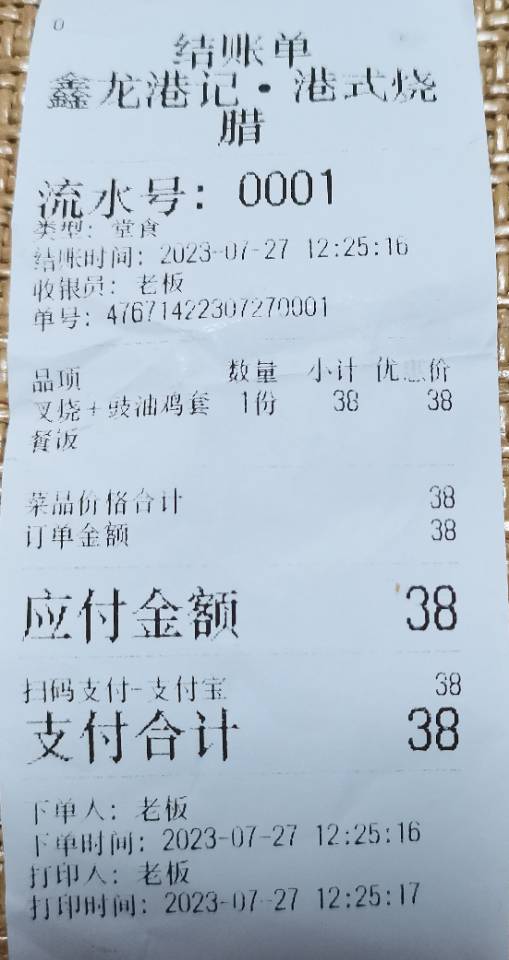 结账单
鑫龙港记·港式烧
腊
流水号: 0001
类型: 堂食
结账时间: 2023-07-27 12:25:16
收银员: 老板
单号: 47671422307270001
品项 数量 小计 优惠价
叉烧+豉油鸡套 1份 38 38
餐饭
菜品价格合计 38
订单金额 38
应付金额 38
扫码支付-支付宝 38
支付合计 38
下单人: 老板
下单时间: 2023-07-27 12:25:16
打印人: 老板
打印时间: 2023-07-27 12:25:17